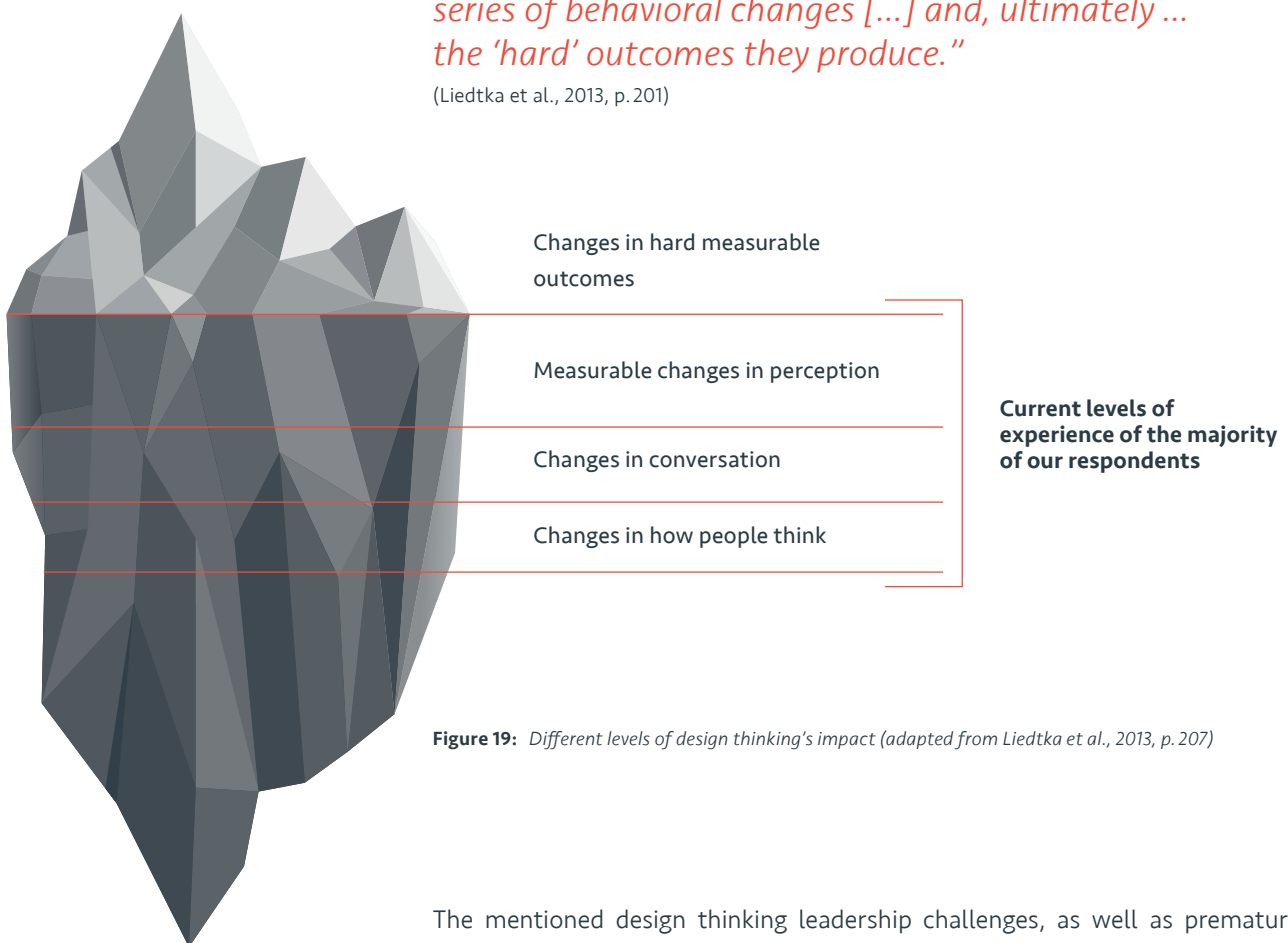 series of behavioral changes [...] and, ultimately ...
the ‘hard’ outcomes they produce.”
(Liedtka et al., 2013, p. 201)
Changes in hard measurable
outcomes
Measurable changes in perception
Changes in conversation
Changes in how people think
Current levels of
experience of the majority
of our respondents
Figure 19: Different levels of design thinking’s impact (adapted from Liedtka et al., 2013, p. 207)
The mentioned design thinking leadership challenges, as well as prematur